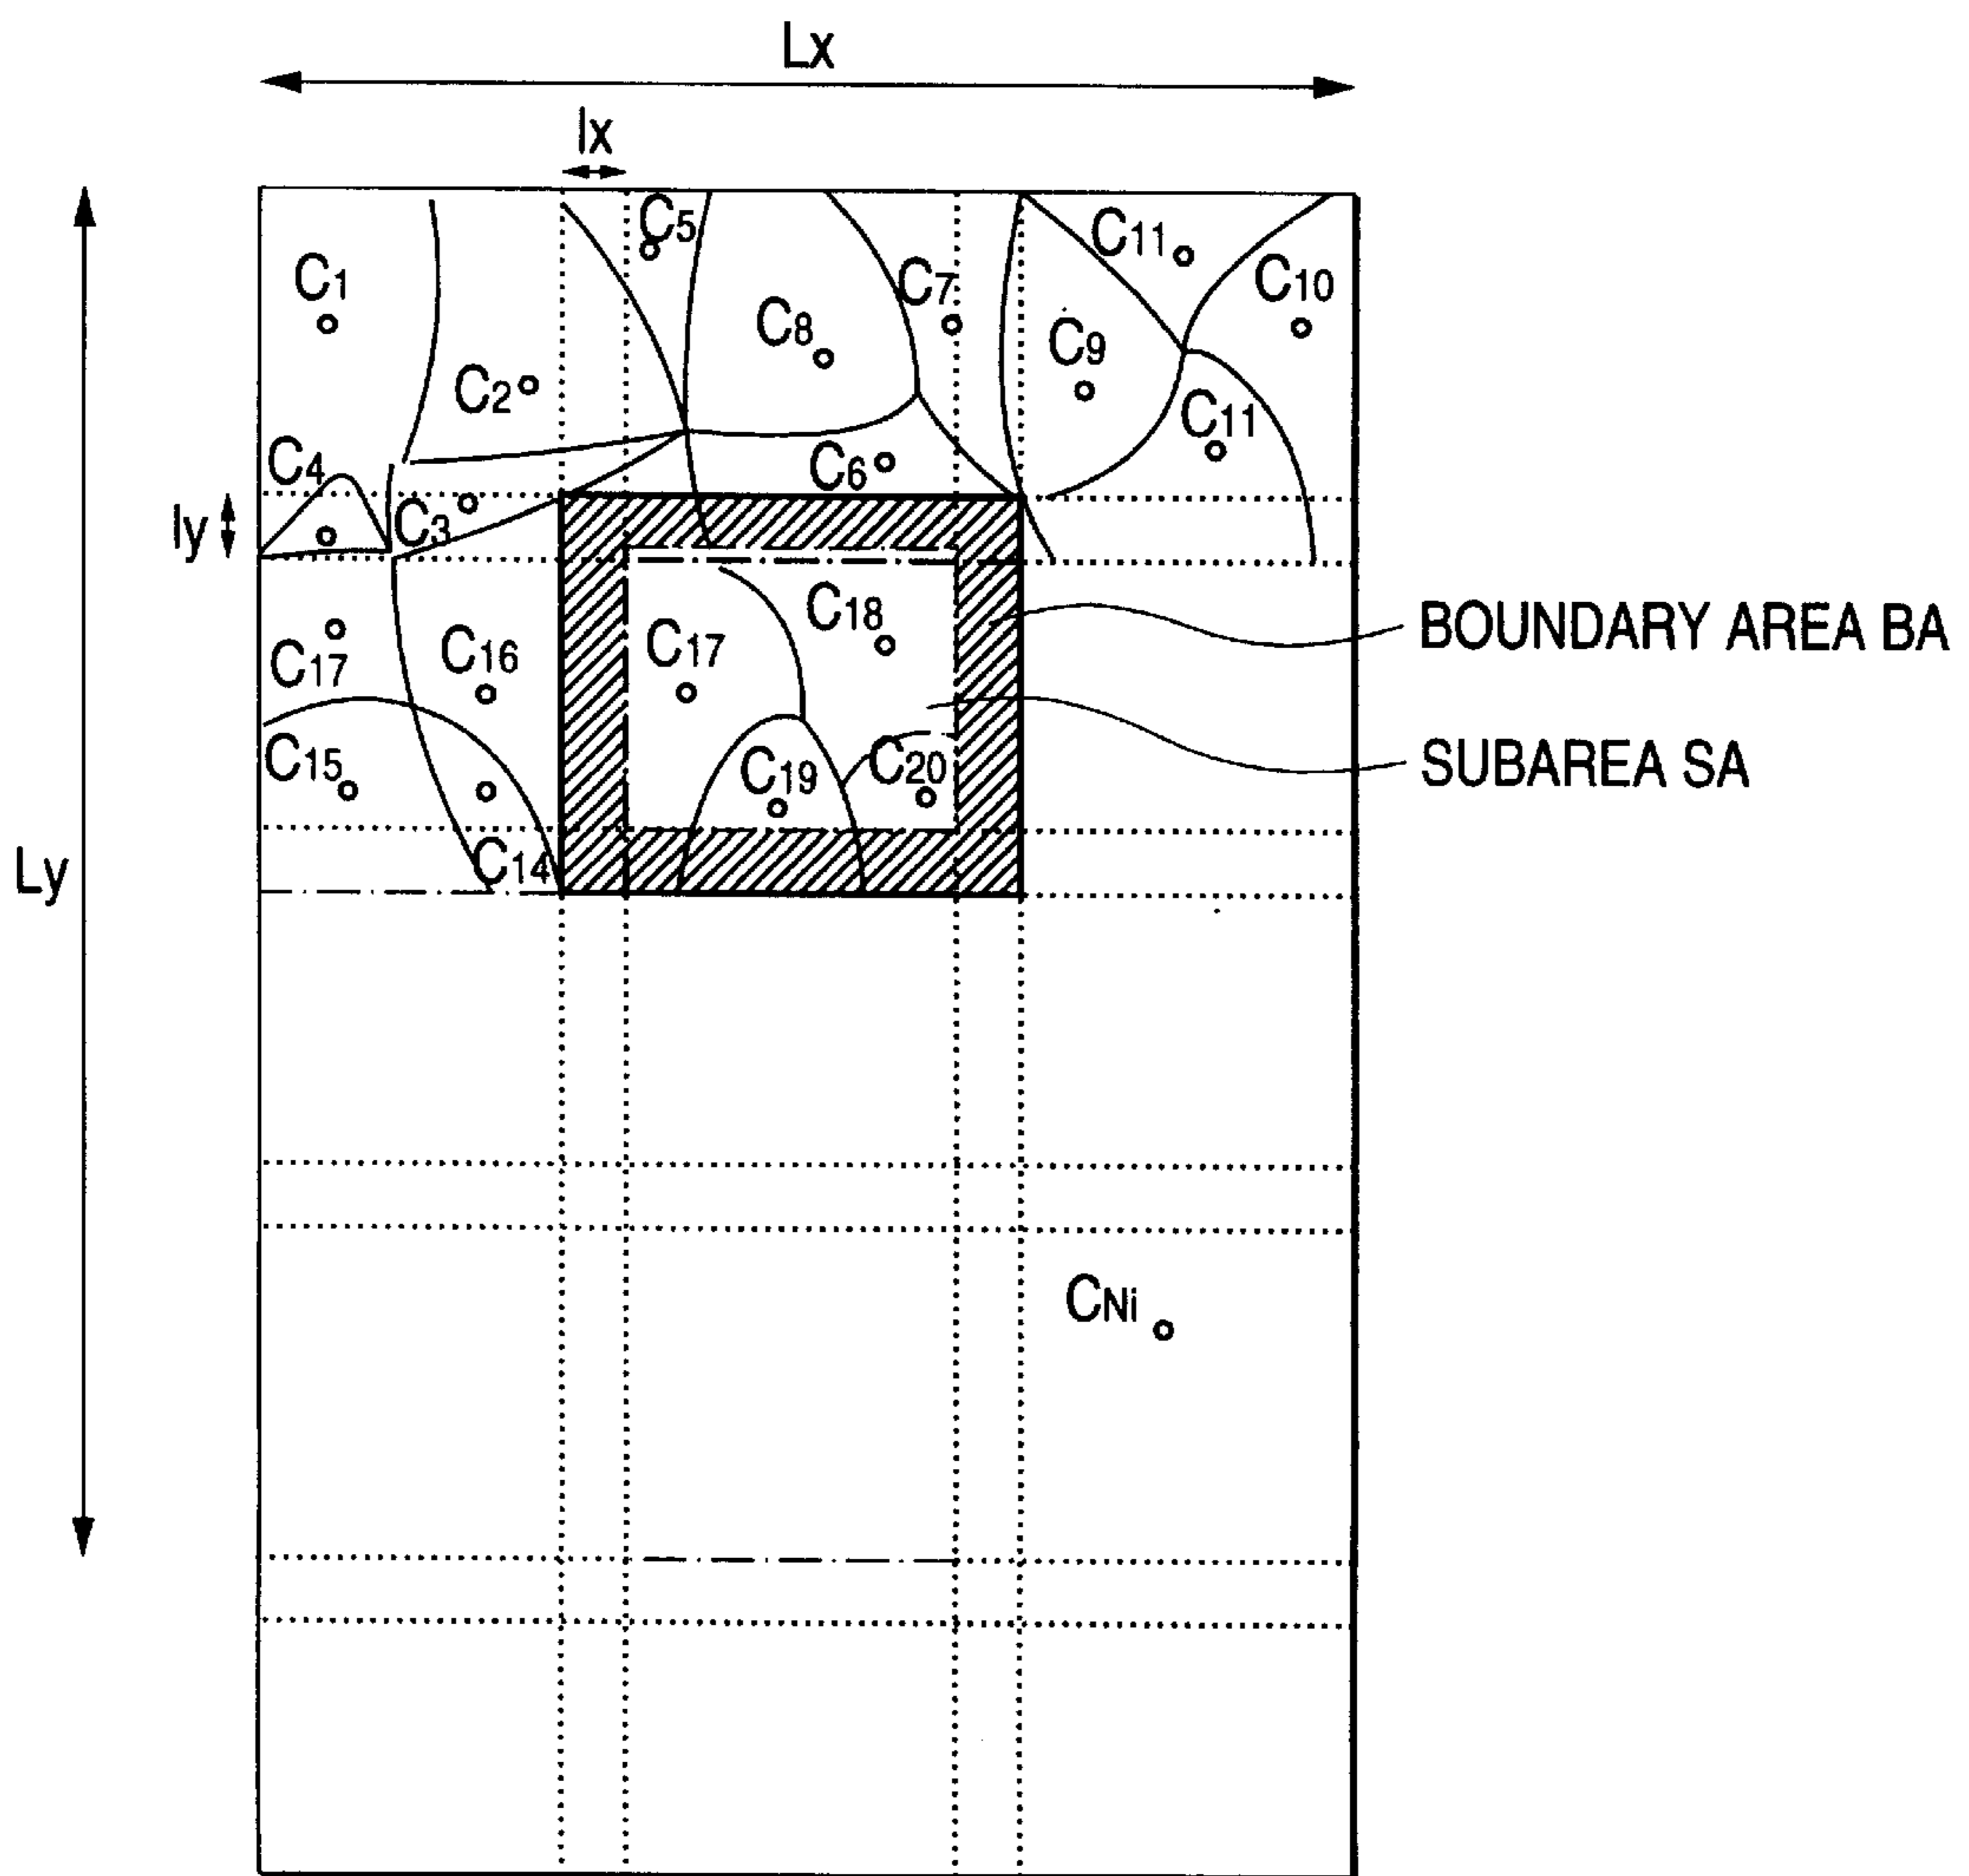 Lx
lx
C5
C11
C1
C7
C10
C8
C9
C2
C11
C4
C6
ly
C3
C18
BOUNDARY AREA BA
C17
C16
C17
C15
C19
C20
SUBAREA SA
C14
Ly
CNi